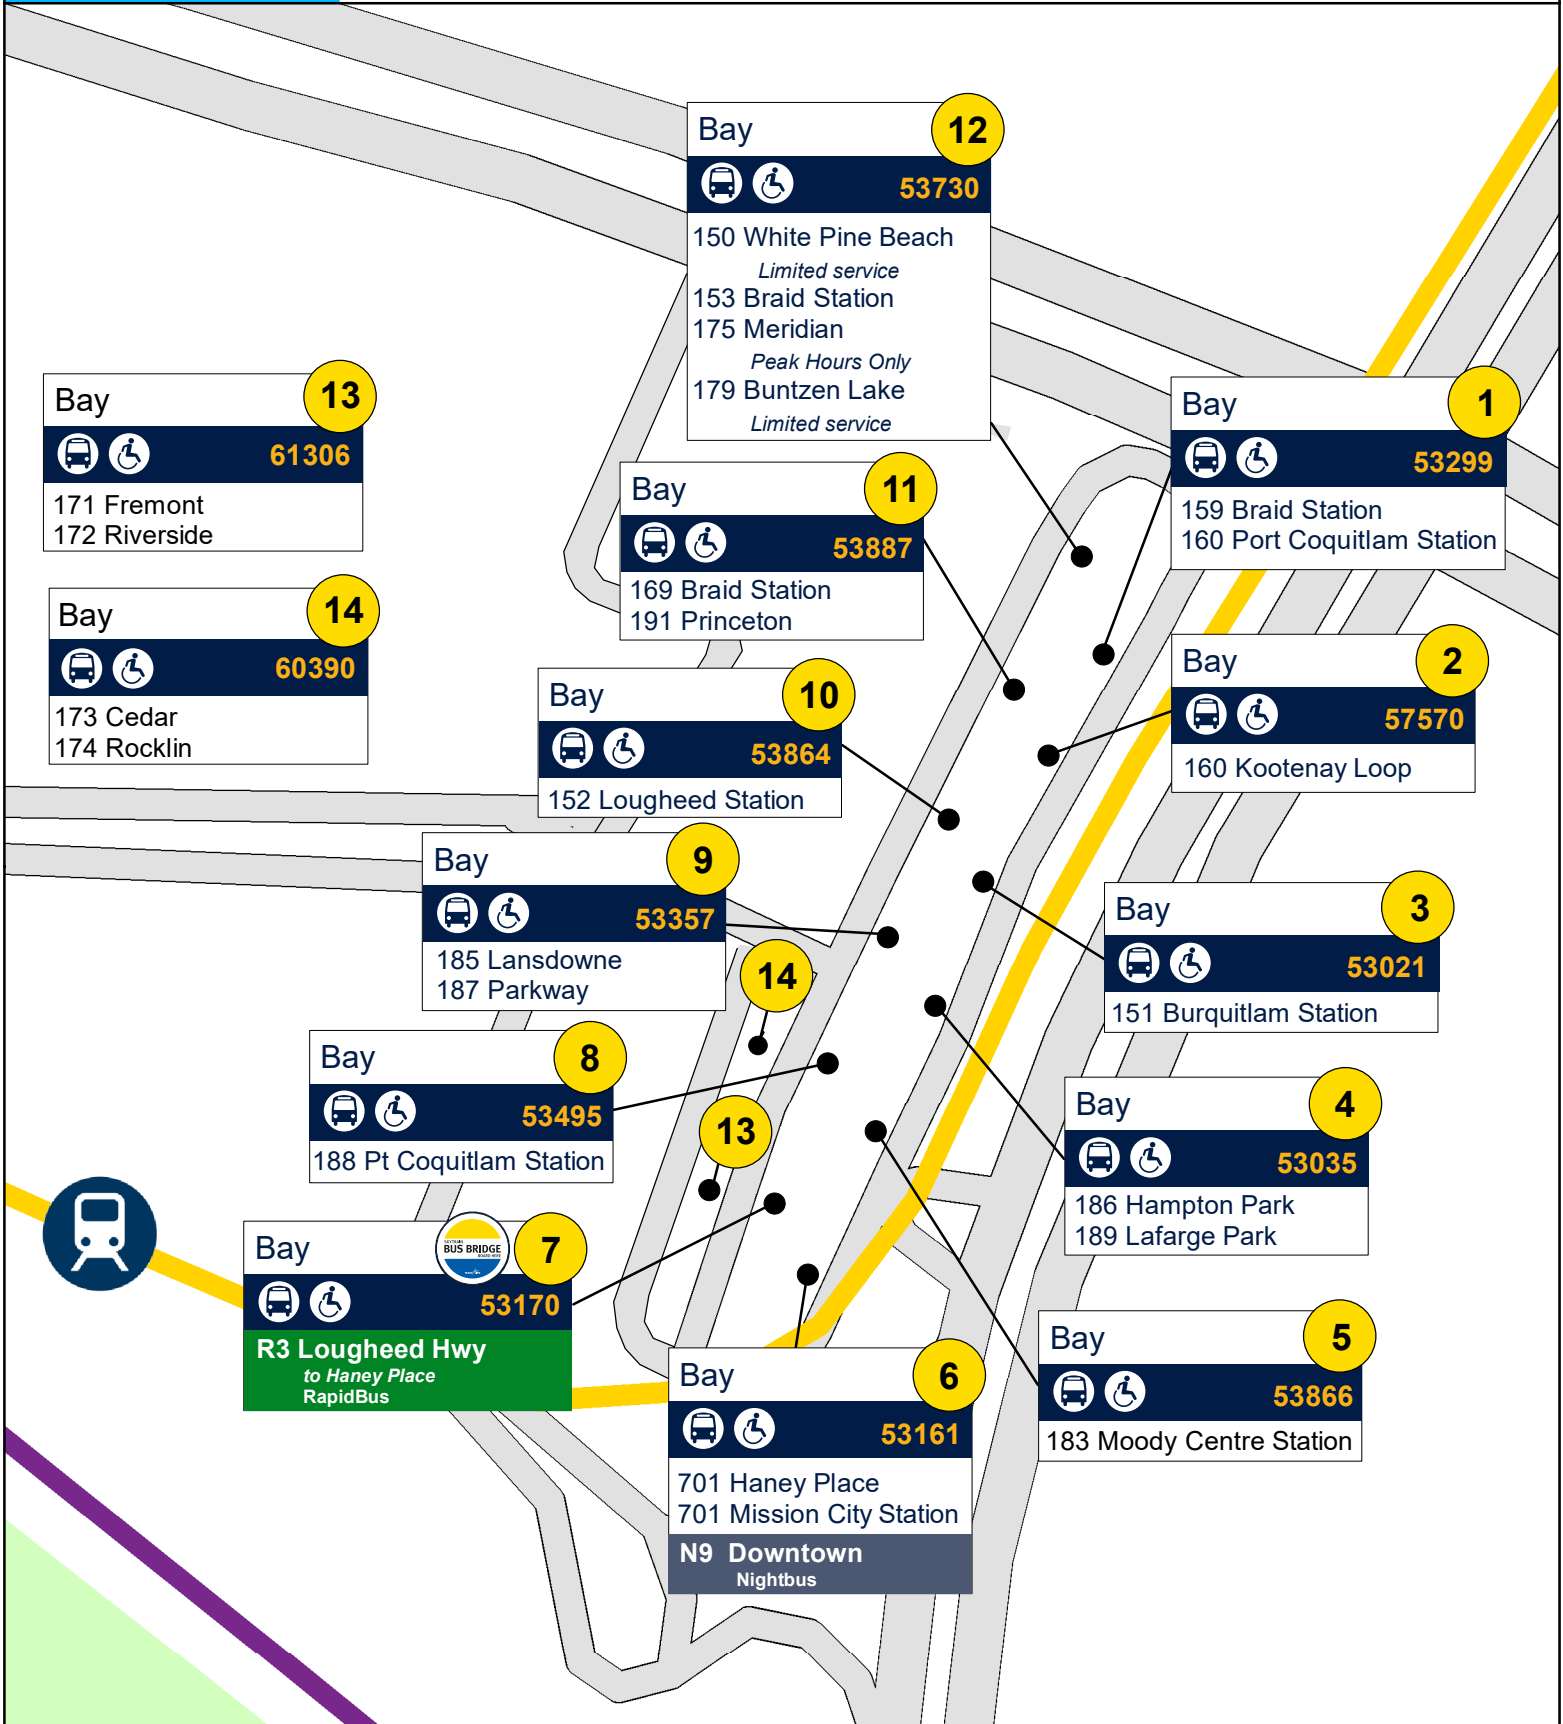 Bay 12
53730
150 White Pine Beach
Limited service
153 Braid Station
175 Meridian
Peak Hours Only
179 Buntzen Lake
Limited service
Bay 13
61306
171 Fremont
172 Riverside
Bay 1
53299
159 Braid Station
160 Port Coquitlam Station
Bay 11
53887
169 Braid Station
191 Princeton
Bay 14
60390
173 Cedar
174 Rocklin
Bay 2
57570
160 Kootenay Loop
Bay 10
53864
152 Lougheed Station
Bay 9
53357
185 Lansdowne
187 Parkway
Bay 3
53021
151 Burquitlam Station
14
Bay 8
53495
188 Pt Coquitlam Station
13
Bay 4
53035
186 Hampton Park
189 Lafarge Park
Bay 7
SKYTRAIN
BUS BRIDGE
BOARD HERE
53170
R3 Lougheed Hwy
to Haney Place
RapidBus
Bay 5
53866
183 Moody Centre Station
Bay 6
53161
701 Haney Place
701 Mission City Station
N9 Downtown
Nightbus